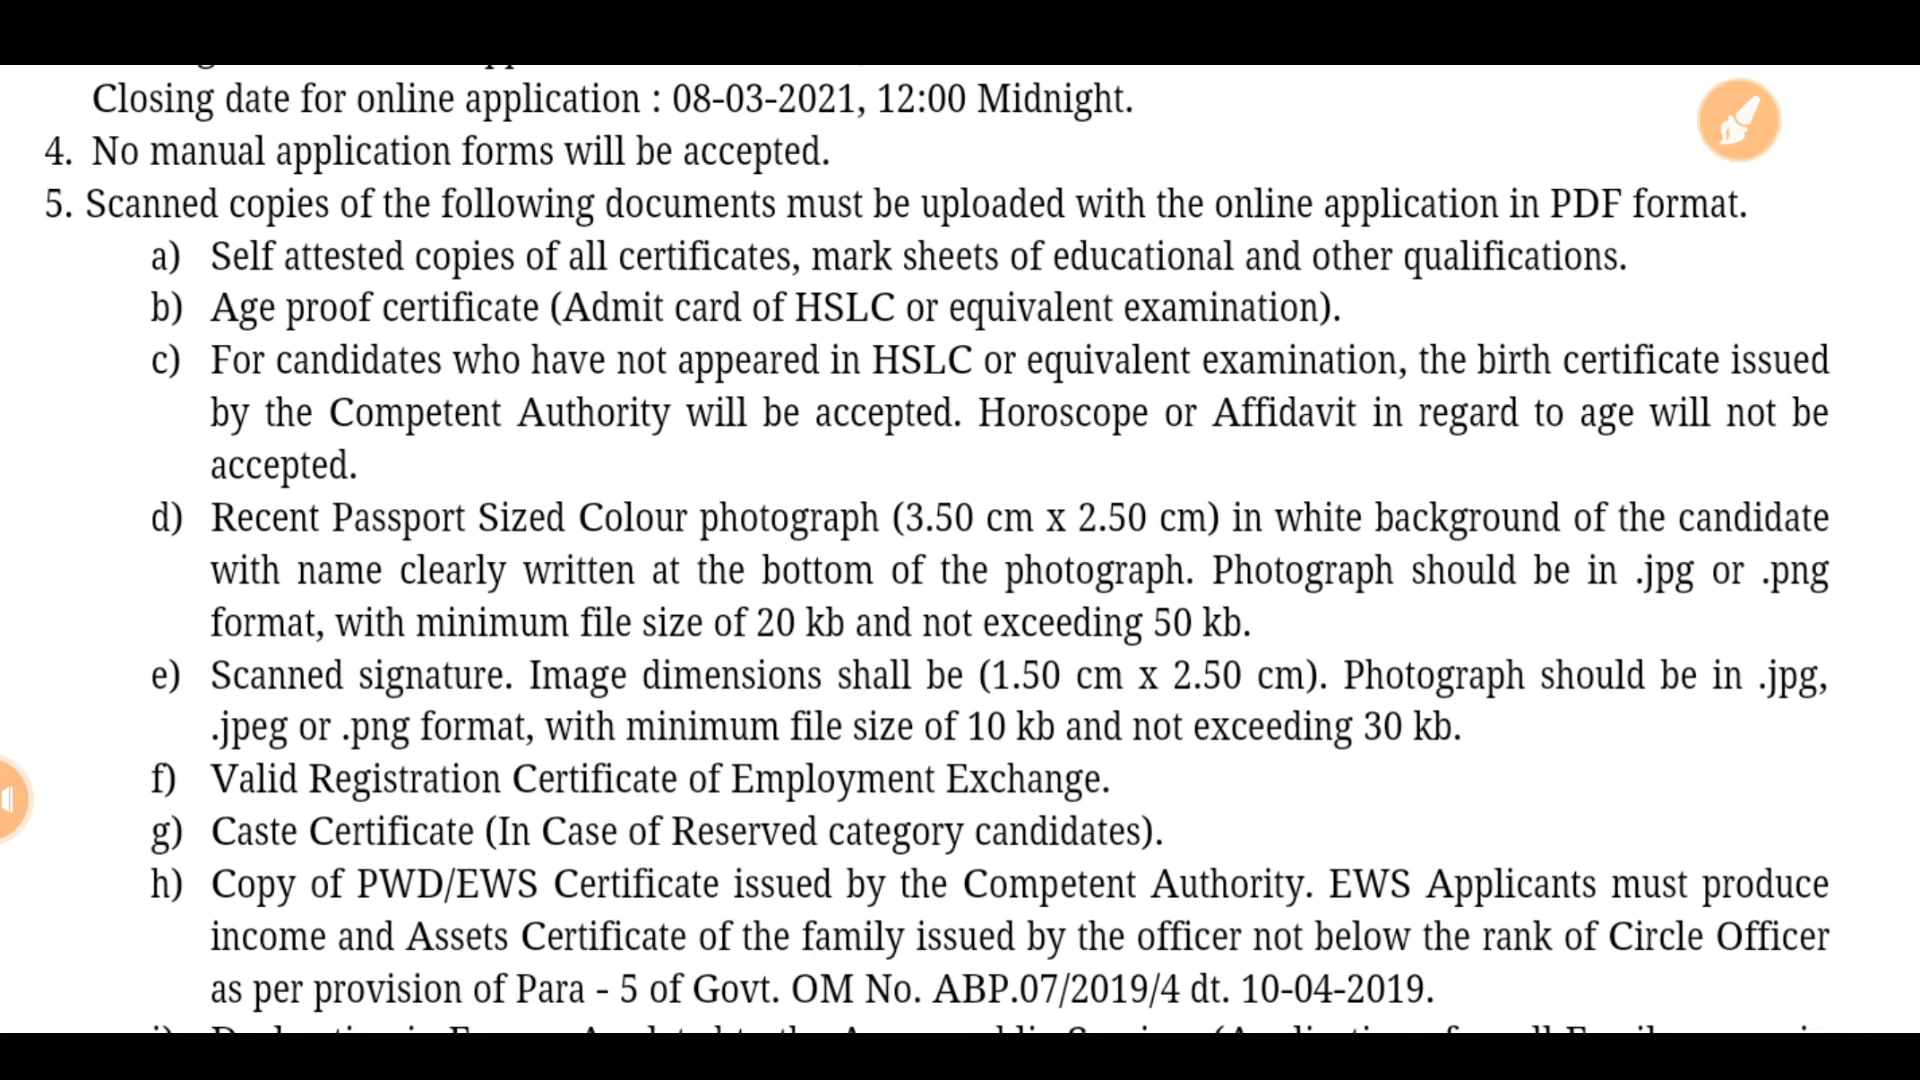 Closing date for online application : 08-03-2021, 12:00 Midnight.
4. No manual application forms will be accepted.
5. Scanned copies of the following documents must be uploaded with the online application in PDF format.
a) Self attested copies of all certificates, mark sheets of educational and other qualifications.
b) Age proof certificate (Admit card of HSLC or equivalent examination).
c) For candidates who have not appeared in HSLC or equivalent examination, the birth certificate issued
by the Competent Authority will be accepted. Horoscope or Affidavit in regard to age will not be
accepted.
d) Recent Passport Sized Colour photograph (3.50 cm x 2.50 cm) in white background of the candidate
with name clearly written at the bottom of the photograph. Photograph should be in .jpg or .png
format, with minimum file size of 20 kb and not exceeding 50 kb.
e) Scanned signature. Image dimensions shall be (1.50 cm x 2.50 cm). Photograph should be in .jpg,
.jpeg or .png format, with minimum file size of 10 kb and not exceeding 30 kb.
f) Valid Registration Certificate of Employment Exchange.
g) Caste Certificate (In Case of Reserved category candidates).
h) Copy of PWD/EWS Certificate issued by the Competent Authority. EWS Applicants must produce
income and Assets Certificate of the family issued by the officer not below the rank of Circle Officer
as per provision of Para - 5 of Govt. OM No. ABP.07/2019/4 dt. 10-04-2019.